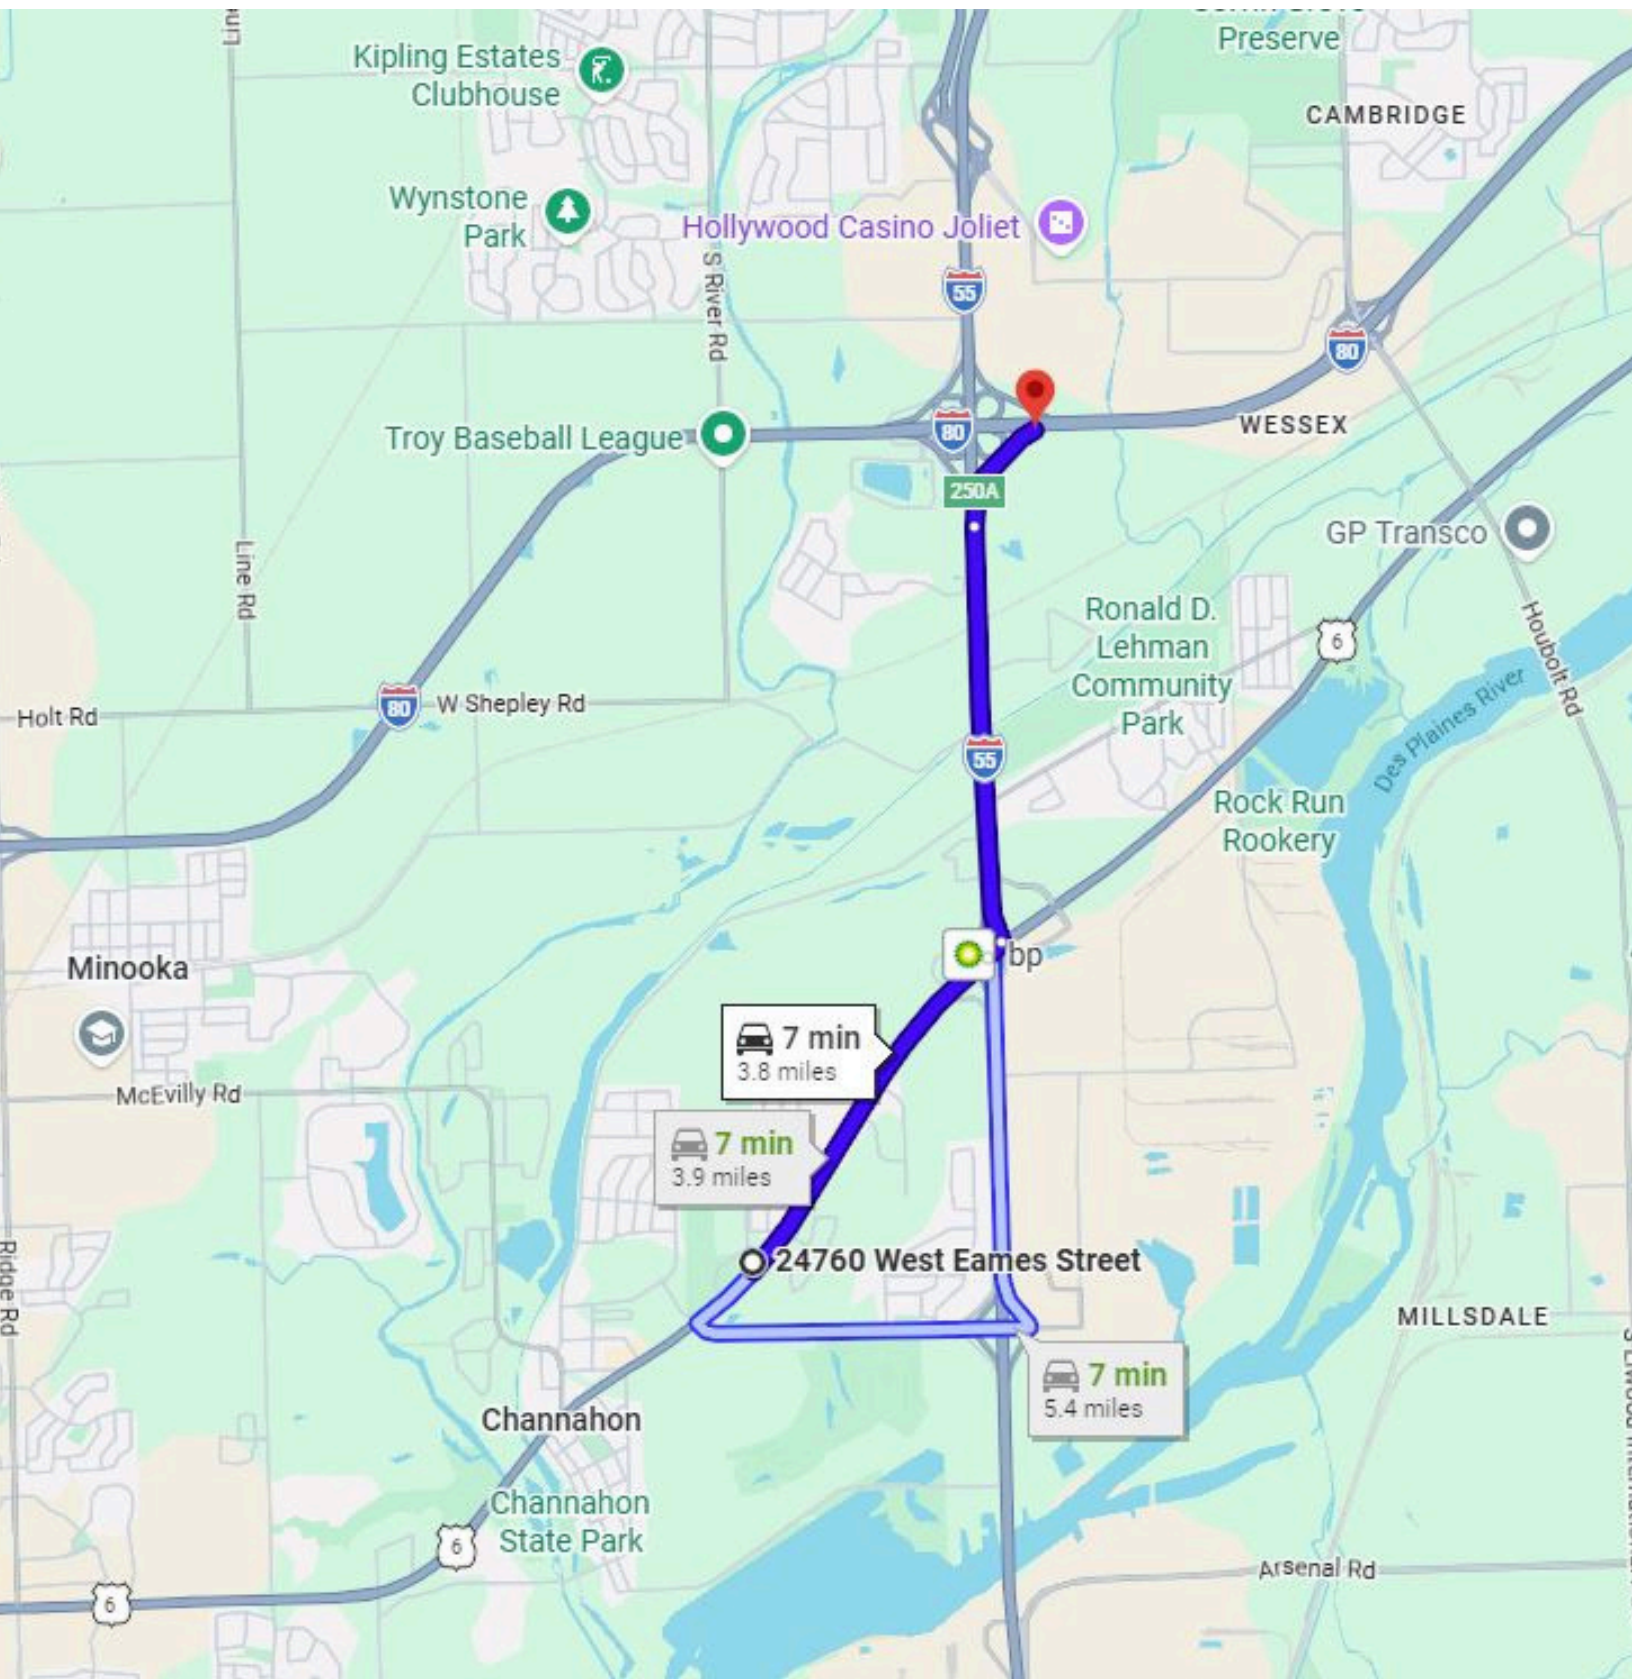 Preserve
Kipling Estates
Clubhouse
CAMBRIDGE
Wynstone
Park
Hollywood Casino Joliet
S River Rd
55
80
80
WESSEX
Troy Baseball League
250A
GP Transco
Line Rd
Ronald D.
Lehman
Community
Park
6
Houbolt Rd
Holt Rd
80
W Shepley Rd
Des Plaines River
55
Rock Run
Rookery
bp
Minooka
7 min
3.8 miles
McEvilly Rd
7 min
3.9 miles
24760 West Eames Street
Ridge Rd
MILLSDALE
7 min
5.4 miles
Channahon
Channahon
State Park
6
Arsenal Rd
6